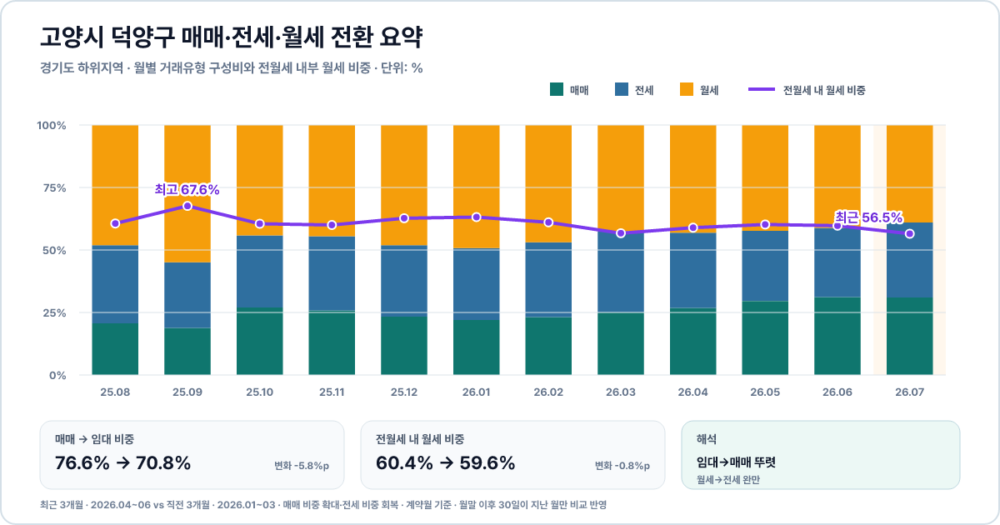 고양시 덕양구 매매·전세·월세 전환 요약
경기도 하위지역 · 월별 거래유형 구성비와 전월세 내부 월세 비중 · 단위: %
매매 전세 월세 전월세 내 월세 비중
100%
75%
50%
25%
0%
최고 67.6%
최근 56.5%
25.08 25.09 25.10 25.11 25.12 26.01 26.02 26.03 26.04 26.05 26.06 26.07
매매 → 임대 비중
76.6% → 70.8% 변화 -5.8%p
전월세 내 월세 비중
60.4% → 59.6% 변화 -0.8%p
해석
임대→매매 뚜렷
월세→전세 완만
최근 3개월 · 2026.04~06 vs 직전 3개월 · 2026.01~03 · 매매 비중 확대·전세 비중 회복 · 계약월 기준 · 월말 이후 30일이 지난 월만 비교 반영